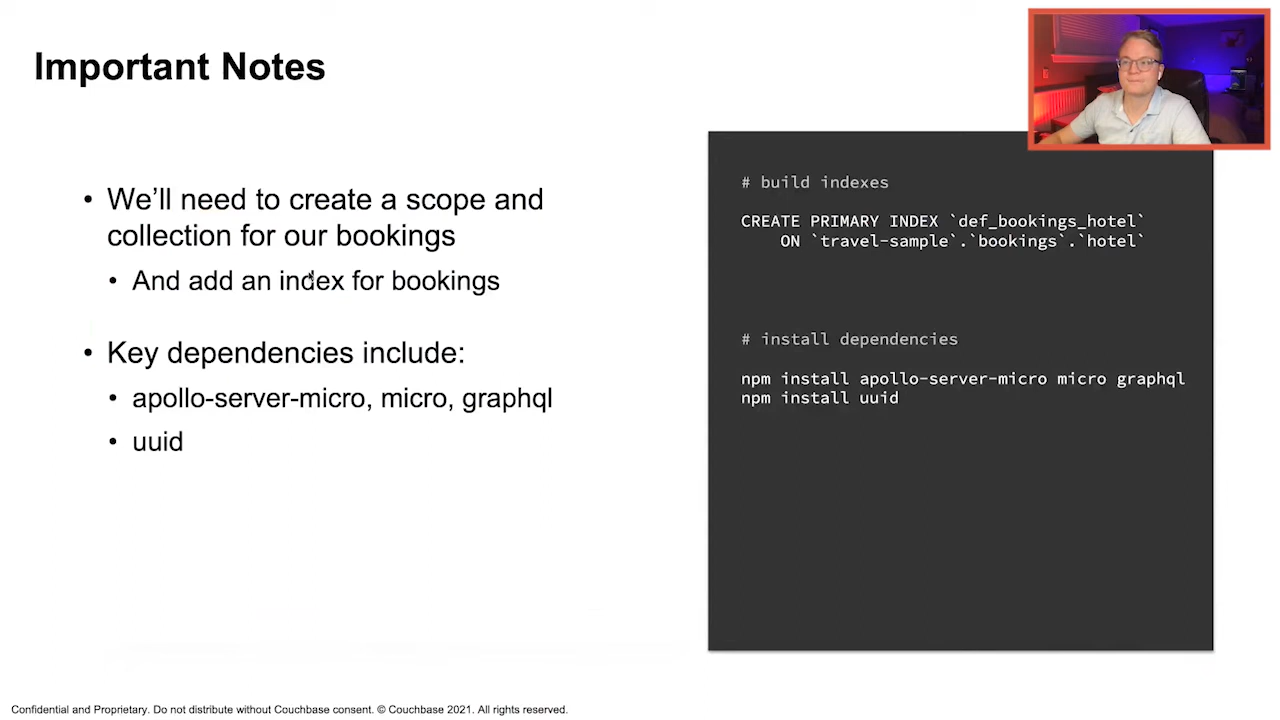 Important Notes
• We’ll need to create a scope and
collection for our bookings
• And add an index for bookings
• Key dependencies include:
• apollo-server-micro, micro, graphql
• uuid
# build indexes
CREATE PRIMARY INDEX `def_bookings_hotel`
ON `travel-sample`.`bookings`.`hotel`
# install dependencies
npm install apollo-server-micro micro graphql
npm install uuid
Confidential and Proprietary. Do not distribute without Couchbase consent. © Couchbase 2021. All rights reserved.